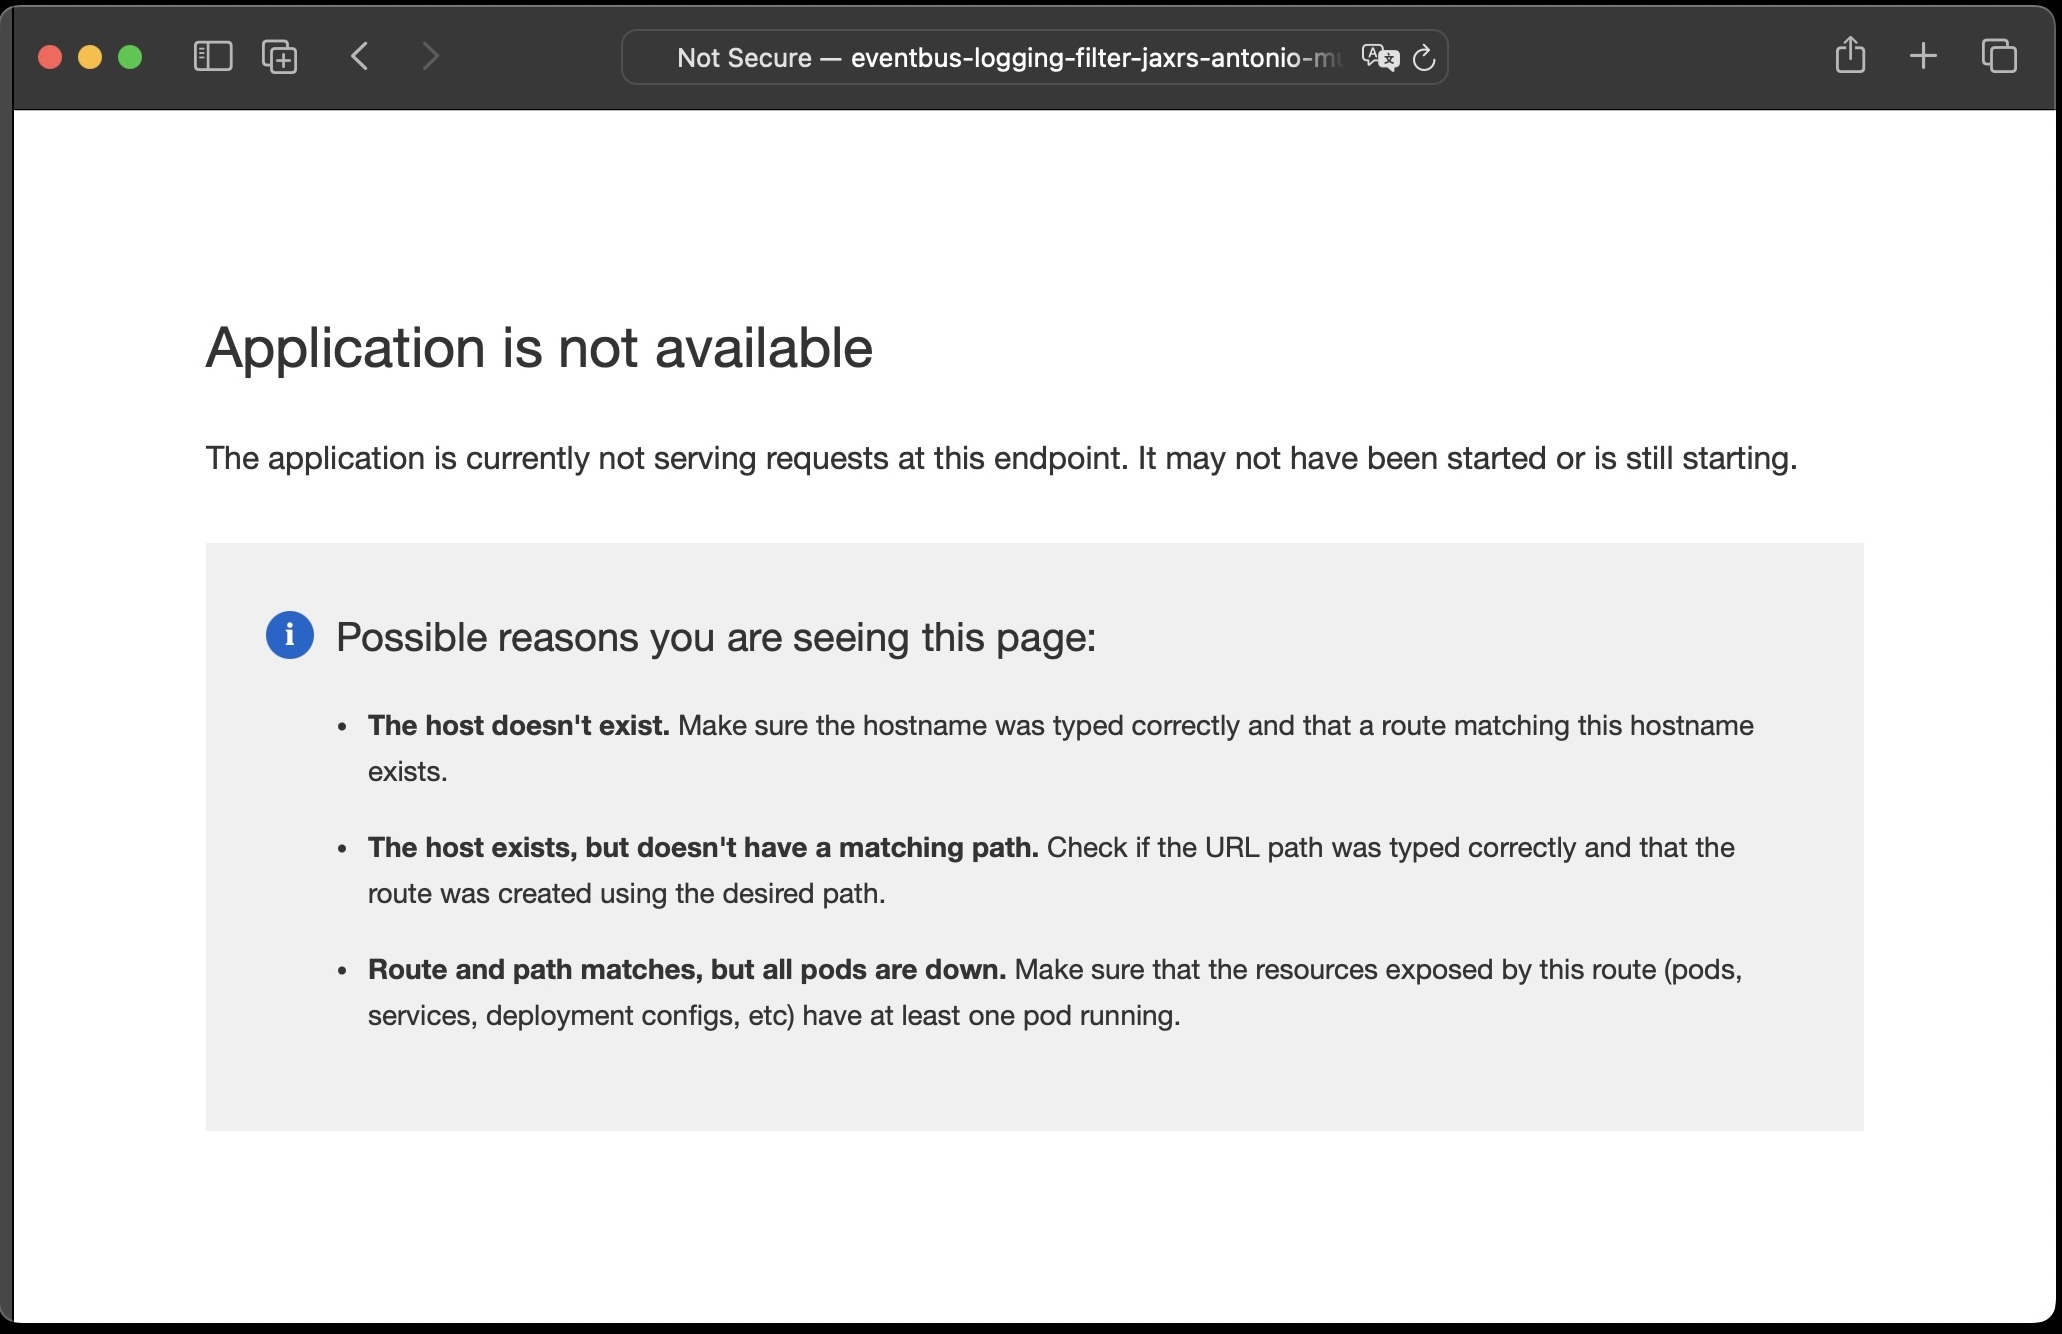 Not Secure — eventbus-logging-filter-jaxrs-antonio-mu
Application is not available
The application is currently not serving requests at this endpoint. It may not have been started or is still starting.
i
Possible reasons you are seeing this page:
• The host doesn't exist. Make sure the hostname was typed correctly and that a route matching this hostname
exists.
• The host exists, but doesn't have a matching path. Check if the URL path was typed correctly and that the
route was created using the desired path.
• Route and path matches, but all pods are down. Make sure that the resources exposed by this route (pods,
services, deployment configs, etc) have at least one pod running.